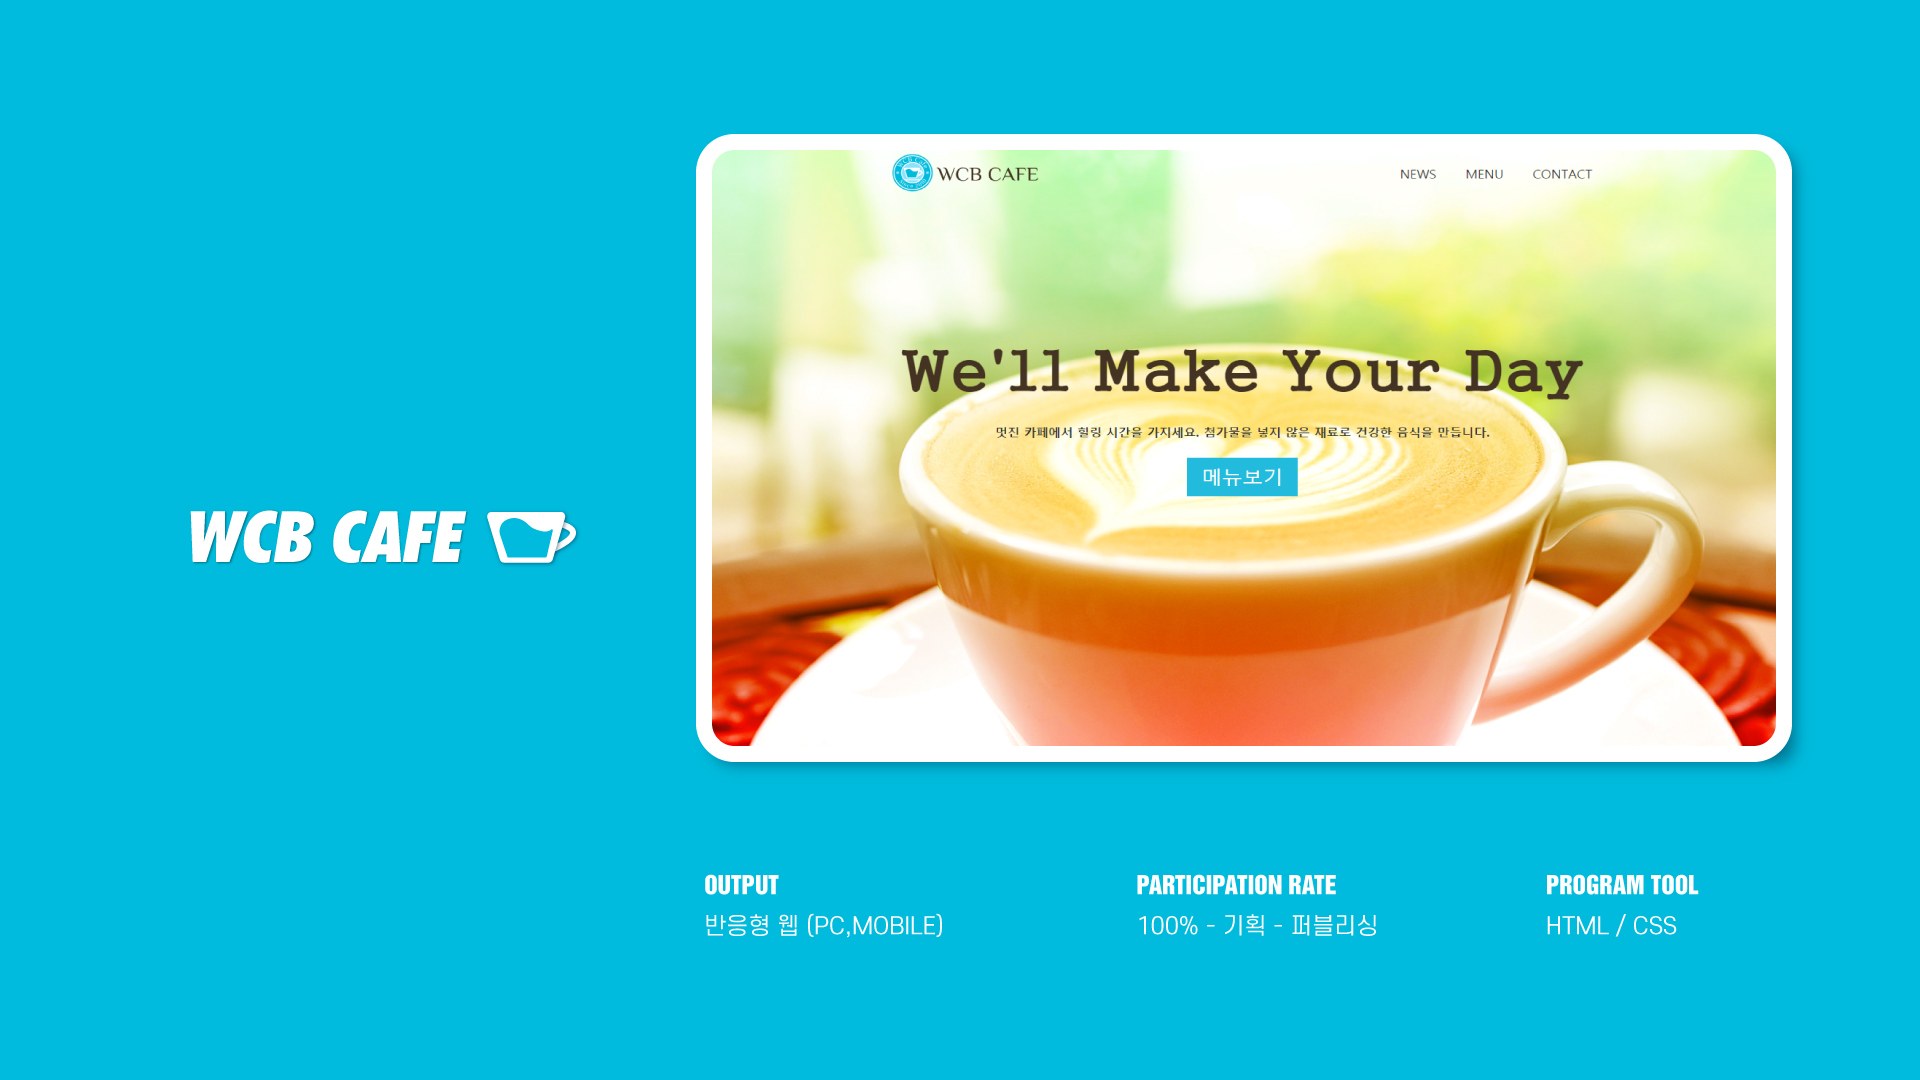 WCB CAFE
WCB CAFE
NEWS MENU CONTACT
We'll Make Your Day
멋진 카페에서 힐링 시간을 가지세요. 첨가물을 넣지 않은 재료로 건강한 음식을 만듭니다.
메뉴보기
OUTPUT
반응형 웹 (PC,MOBILE)
PARTICIPATION RATE
100% - 기획 - 퍼블리싱
PROGRAM TOOL
HTML / CSS